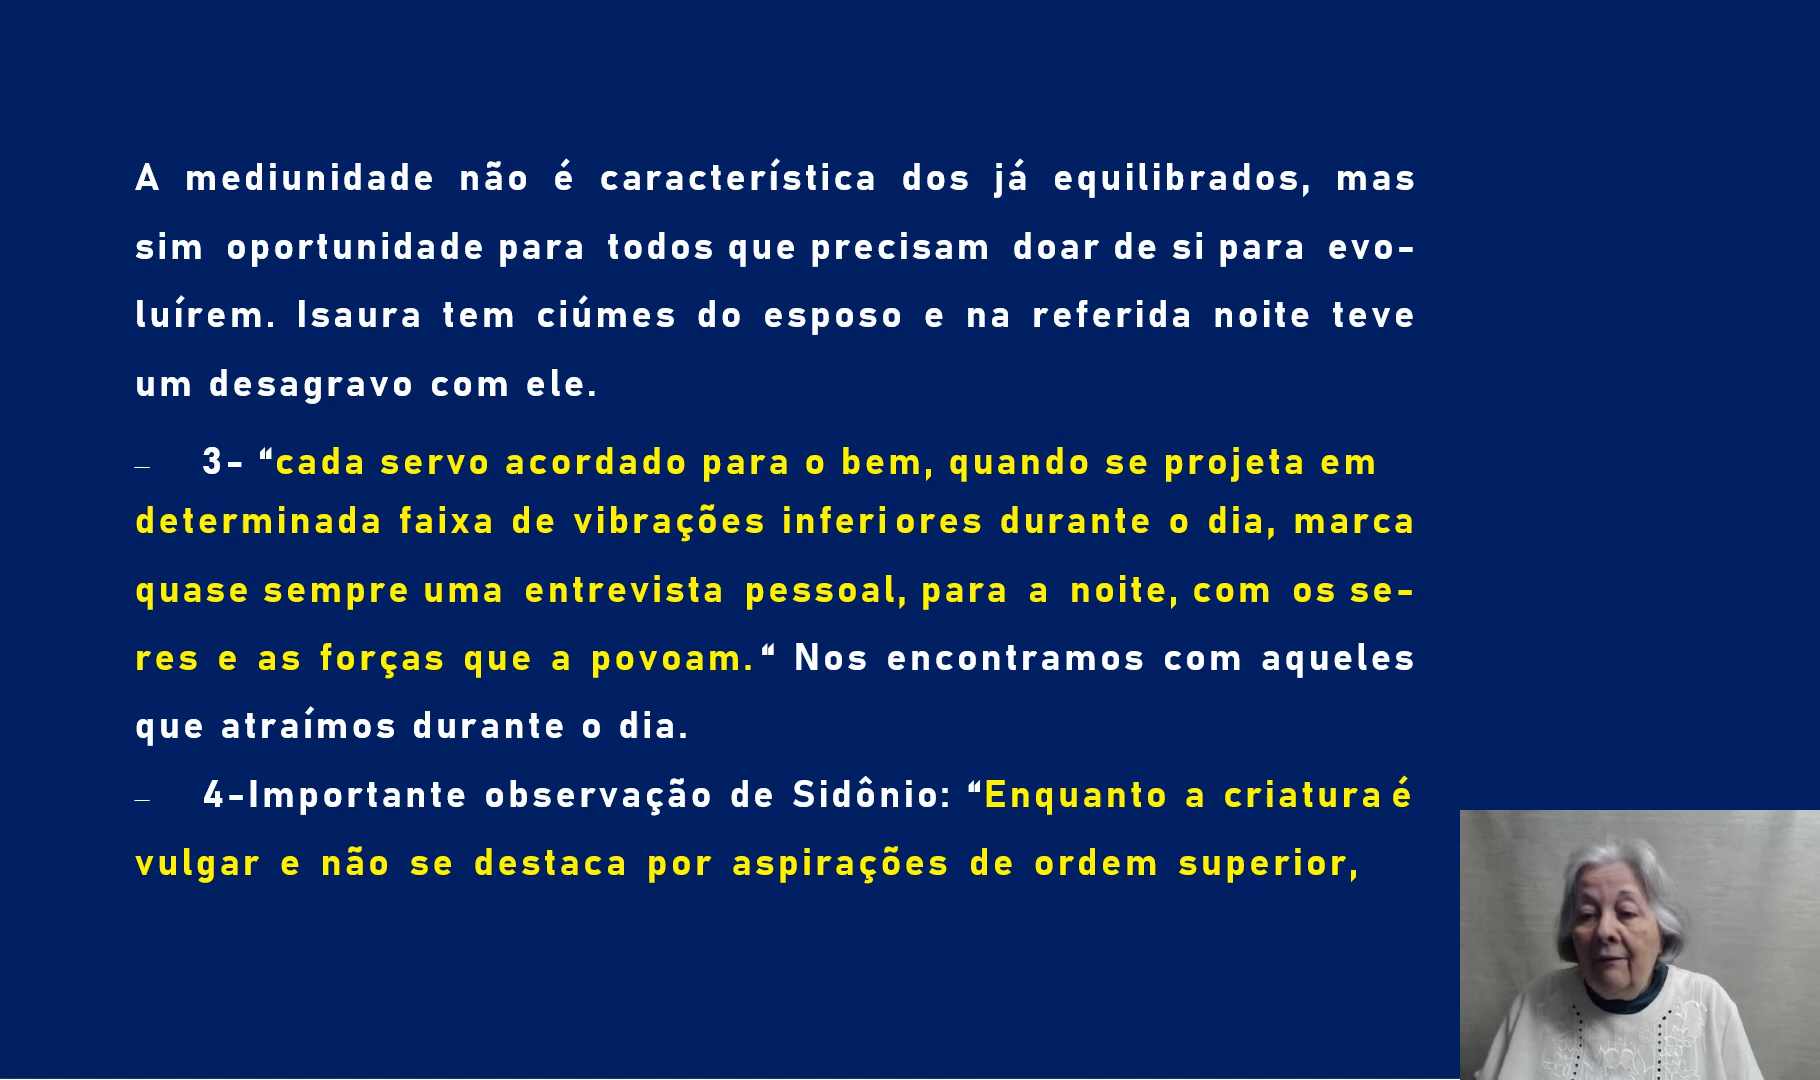 A mediunidade não é característica dos já equilibrados, mas
sim oportunidade para todos que precisam doar de si para evo-
luírem. Isaura tem ciúmes do esposo e na referida noite teve
um desagravo com ele.
– 3- “cada servo acordado para o bem, quando se projeta em
determinada faixa de vibrações inferiores durante o dia, marca
quase sempre uma entrevista pessoal, para a noite, com os se-
res e as forças que a povoam.“ Nos encontramos com aqueles
que atraímos durante o dia.
– 4-Importante observação de Sidônio: “Enquanto a criatura é
vulgar e não se destaca por aspirações de ordem superior,